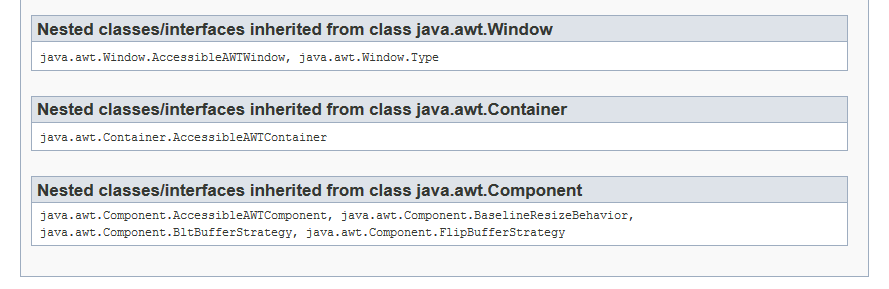 Nested classes/interfaces inherited from class java.awt.Window
java.awt.Window.AccessibleAWTWindow, java.awt.Window.Type
Nested classes/interfaces inherited from class java.awt.Container
java.awt.Container.AccessibleAWTContainer
Nested classes/interfaces inherited from class java.awt.Component
java.awt.Component.AccessibleAWTComponent, java.awt.Component.BaselineResizeBehavior,
java.awt.Component.BltBufferStrategy, java.awt.Component.FlipBufferStrategy